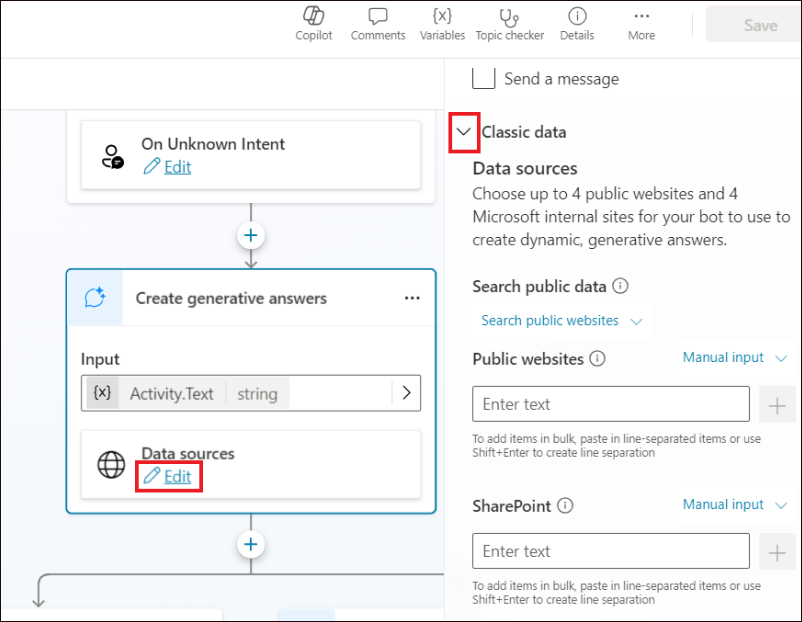 Copilot
Comments
{x}
Variables
Topic checker
Details
More
Save
On Unknown Intent
Edit
Create generative answers
Input
{x} Activity.Text string
Data sources
Edit
Send a message
Classic data
Data sources
Choose up to 4 public websites and 4
Microsoft internal sites for your bot to use to
create dynamic, generative answers.
Search public data
Search public websites
Public websites Manual input
Enter text
To add items in bulk, paste in line-separated items or use
Shift+Enter to create line separation
SharePoint Manual input
Enter text
To add items in bulk, paste in line-separated items or use
Shift+Enter to create line separation